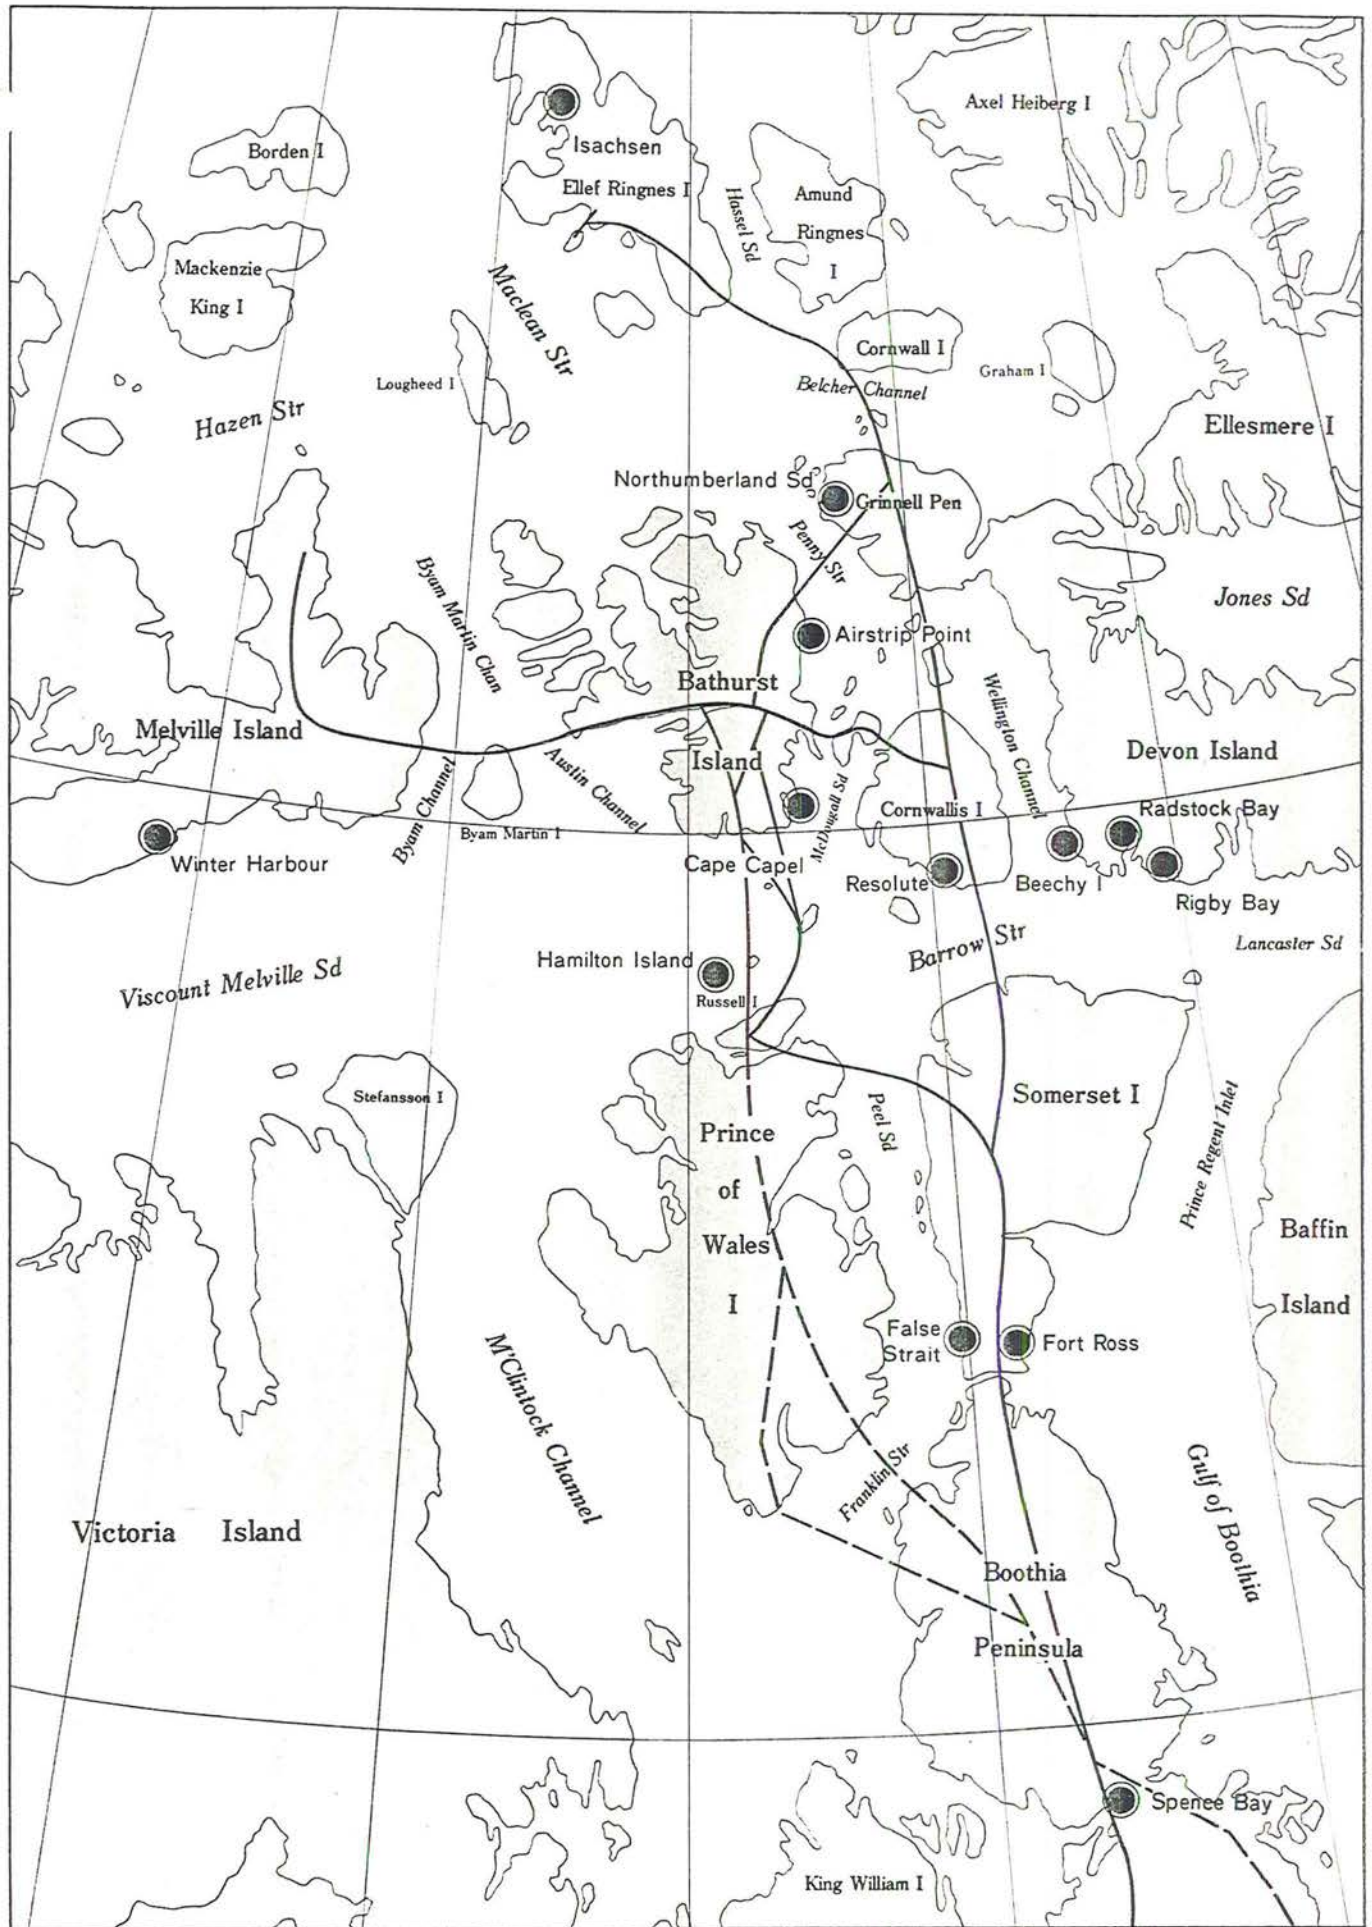 Axel Heiberg I
Borden I
Isachsen
Ellef Ringnes I
Hassel Sd
Amund
Ringnes
I
Mackenzie
King I
Maclean Str
Cornwall I
Graham I
Lougheed I
Belcher Channel
Hazen Str
Ellesmere I
Northumberland Sd
Grinnell Pen
Penny Str
Byam Martin Chan
Jones Sd
Airstrip Point
Bathurst
Island
Wellington Channel
Melville Island
Devon Island
Austin Channel
Byam Channel
McDougall Sd
Cornwallis I
Radstock Bay
Byam Martin I
Winter Harbour
Cape Capel
Resolute
Beechy I
Rigby Bay
Barrow Str
Lancaster Sd
Hamilton Island
Viscount Melville Sd
Russell I
Stefansson I
Somerset I
Peel Sd
Prince Regent Inlet
Prince
of
Wales
I
Baffin
Island
False
Strait
Fort Ross
M'Clintock Channel
Franklin Str
Gulf of Boothia
Victoria Island
Boothia
Peninsula
Spence Bay
King William I